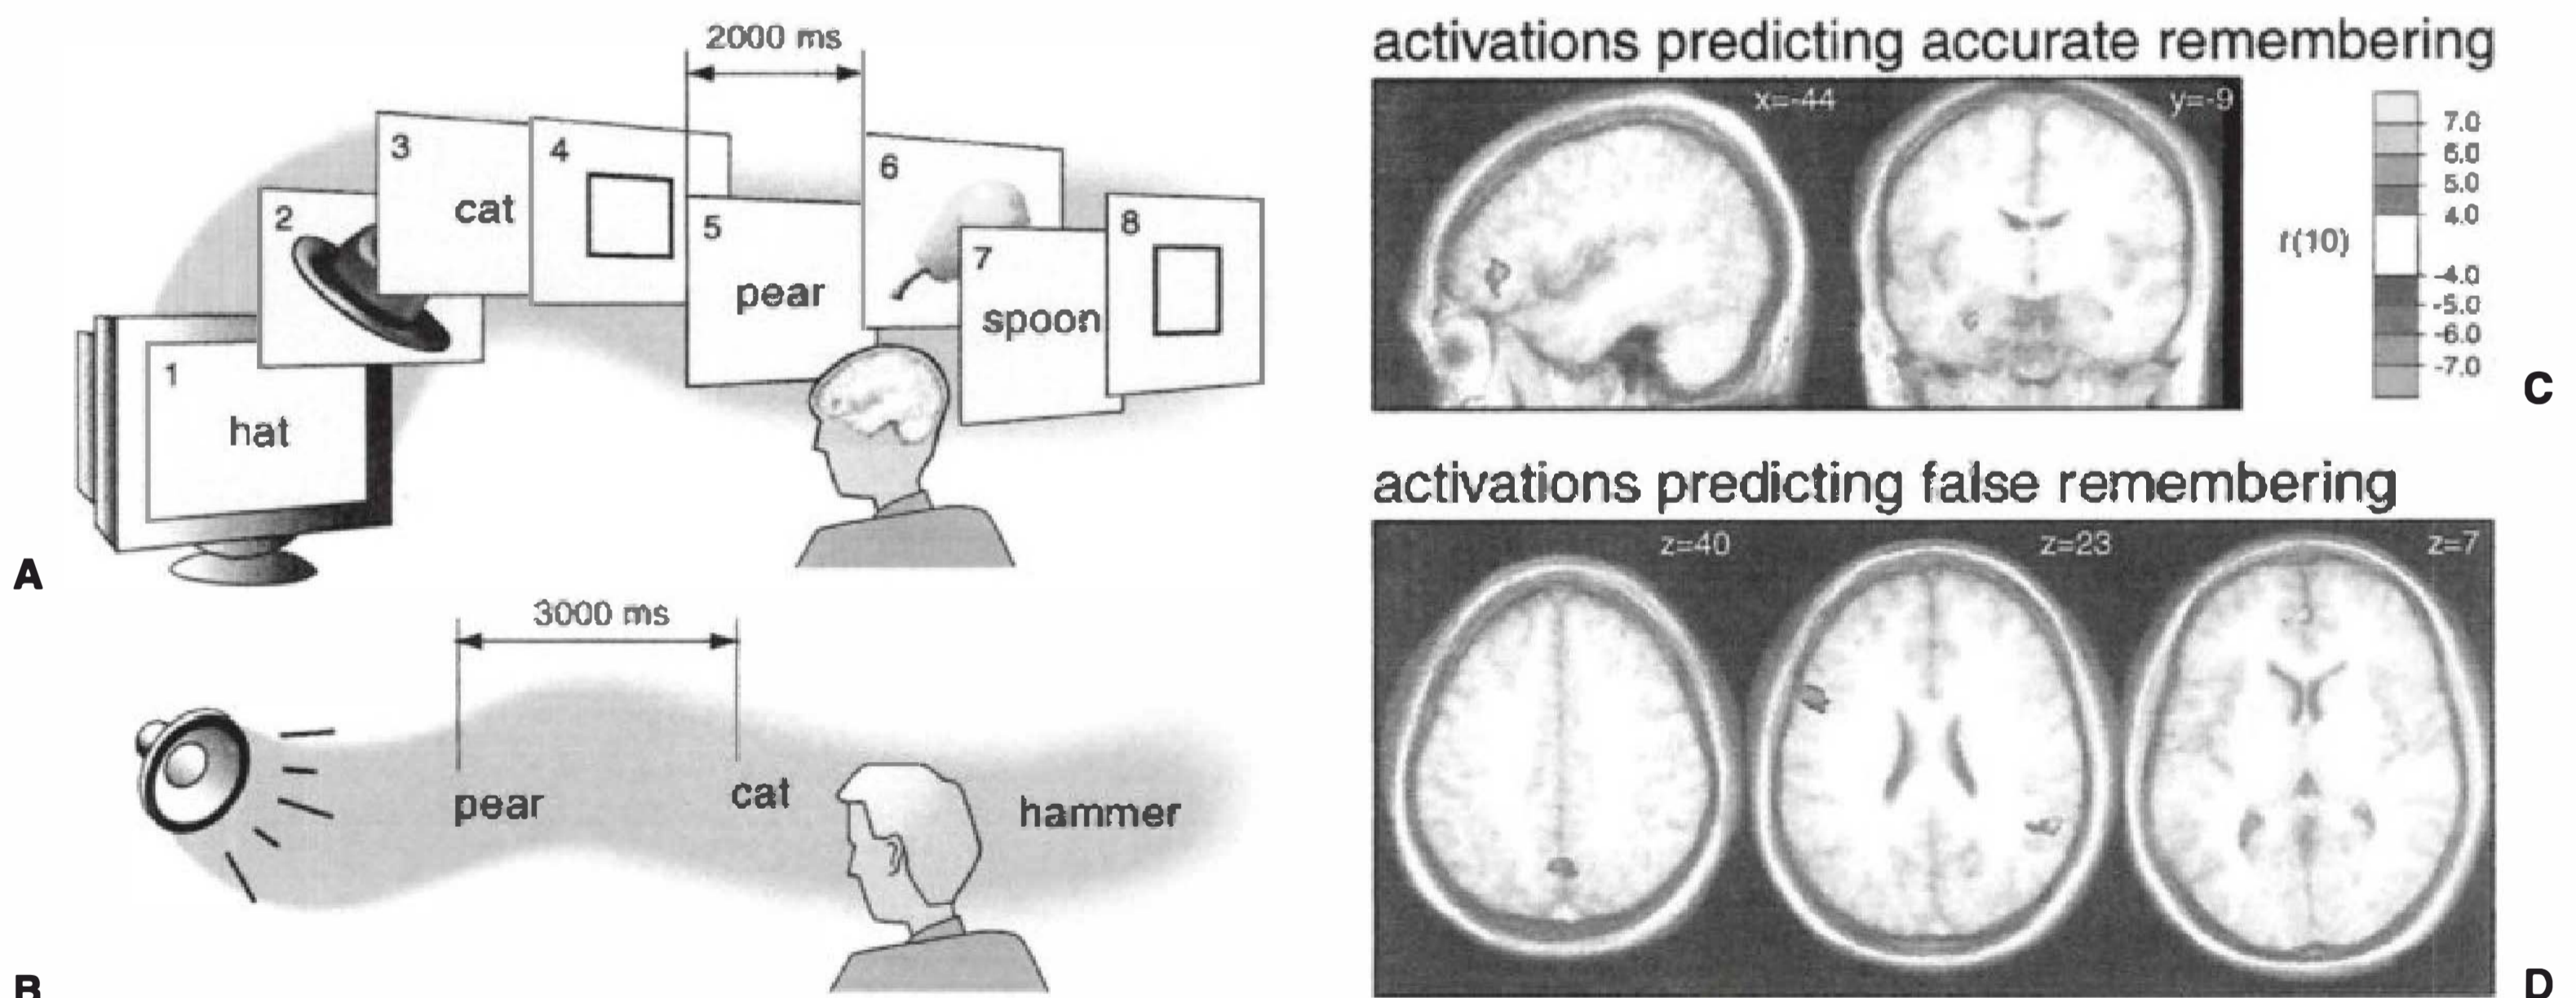 2000 ms
1
hat
2
3
cat
4
5
pear
6
7
spoon
8
A
3000 ms
pear
cat
hammer
B
activations predicting accurate remembering
x=-44
y=-9
r(10)
7.0
6.0
5.0
4.0
-4.0
-5.0
-6.0
-7.0
C
activations predicting false remembering
z=40
z=23
z=7
D